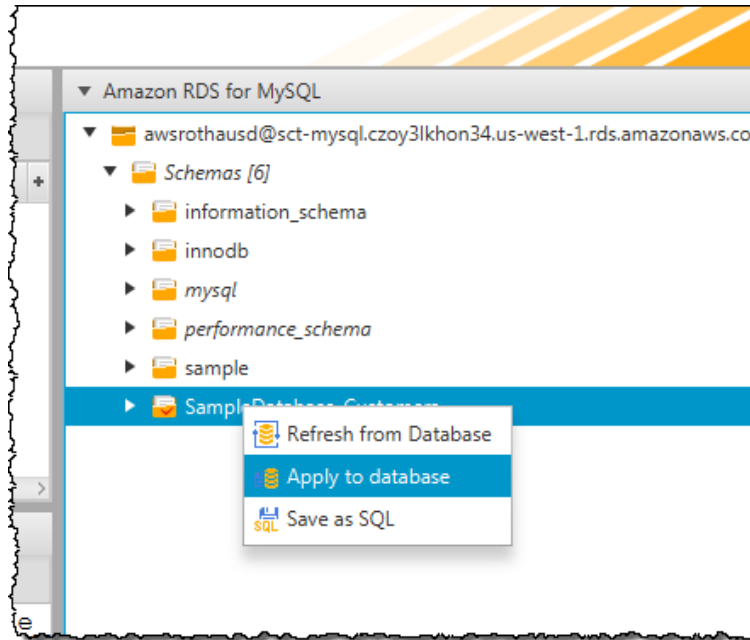 Amazon RDS for MySQL
awsrothausd@sct-mysql.czoy3lkhon34.us-west-1.rds.amazonaws.co
+
Schemas [6]
information_schema
innodb
mysql
performance_schema
sample
SampleDatabase_Customers
Refresh from Database
Apply to database
SQL Save as SQL
e